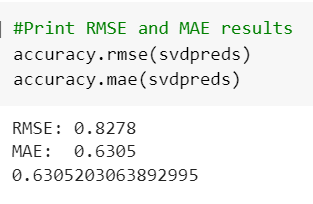 #Print RMSE and MAE results
accuracy.rmse(svdpreds)
accuracy.mae(svdpreds)
RMSE: 0.8278
MAE:  0.6305
0.6305203063892995